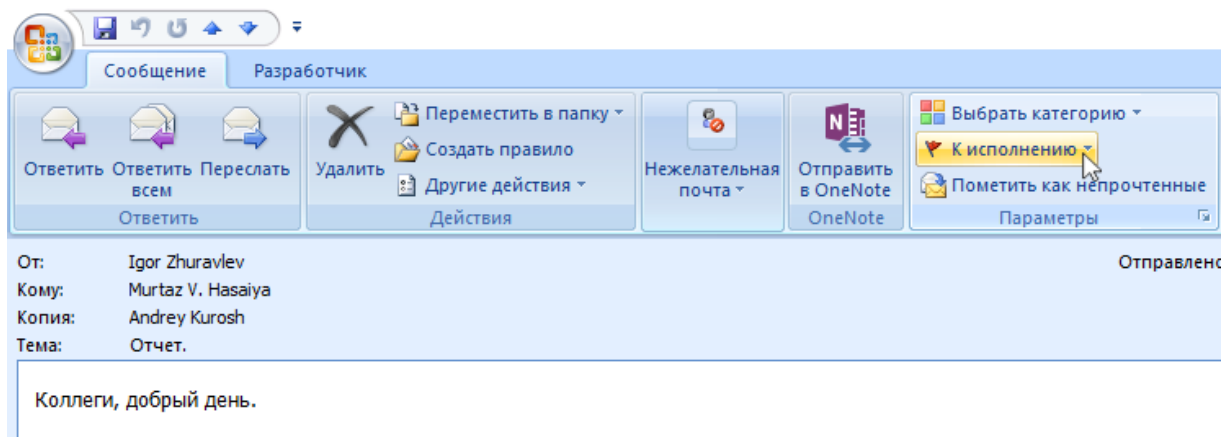 Сообщение Разработчик
Ответить Ответить всем Переслать
Ответить
Удалить
Переместить в папку
Создать правило
Другие действия
Действия
Нежелательная почта
Отправить в OneNote
OneNote
Выбрать категорию
К исполнению
Пометить как непрочтенные
Параметры
От: Igor Zhuravlev Отправлено
Кому: Murtaz V. Hasaiya
Копия: Andrey Kurosh
Тема: Отчет.
Коллеги, добрый день.